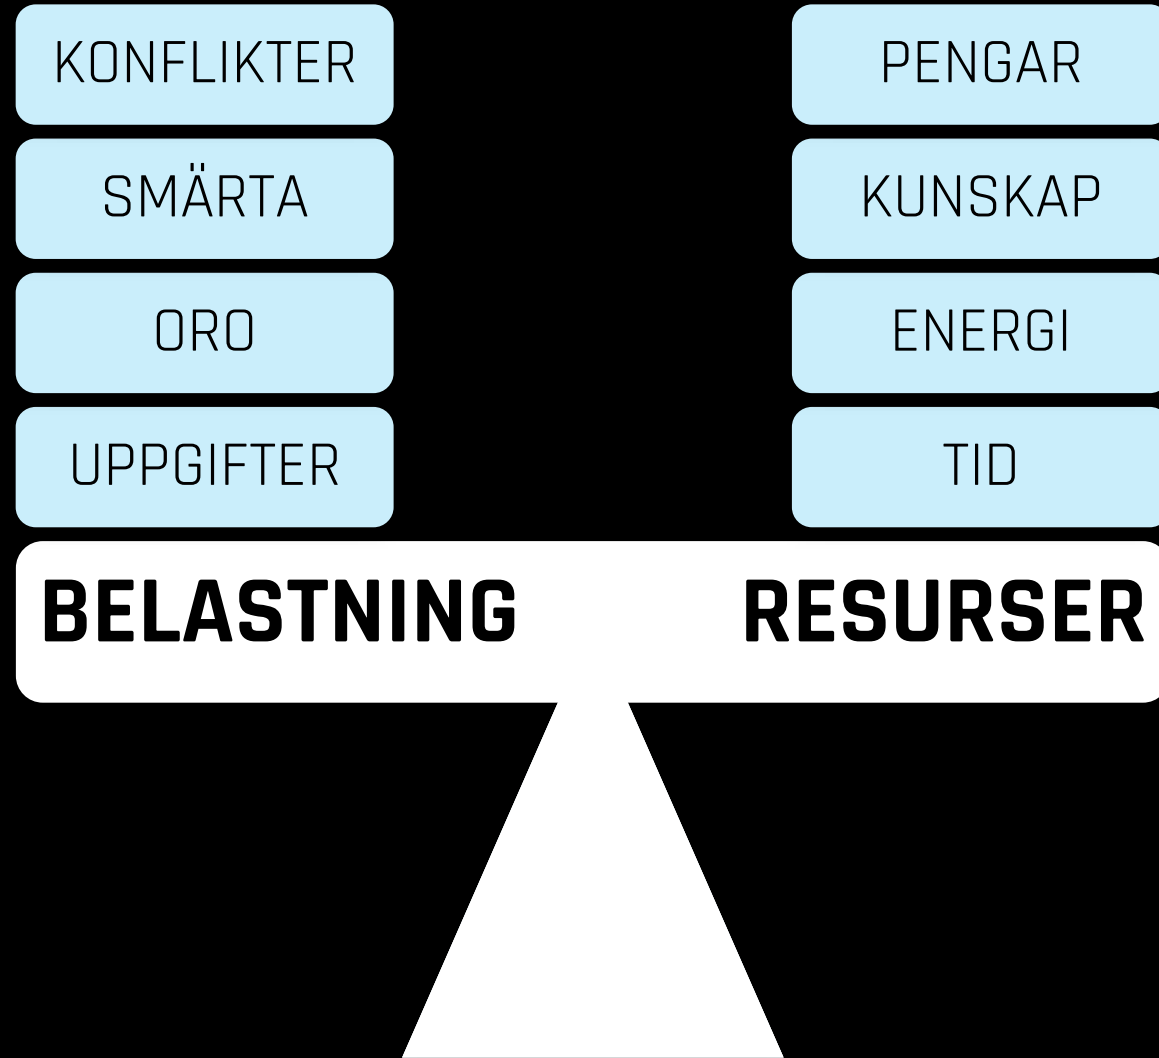 KONFLIKTER
SMÄRTA
ORO
UPPGIFTER
PENGAR
KUNSKAP
ENERGI
TID
BELASTNING RESURSER